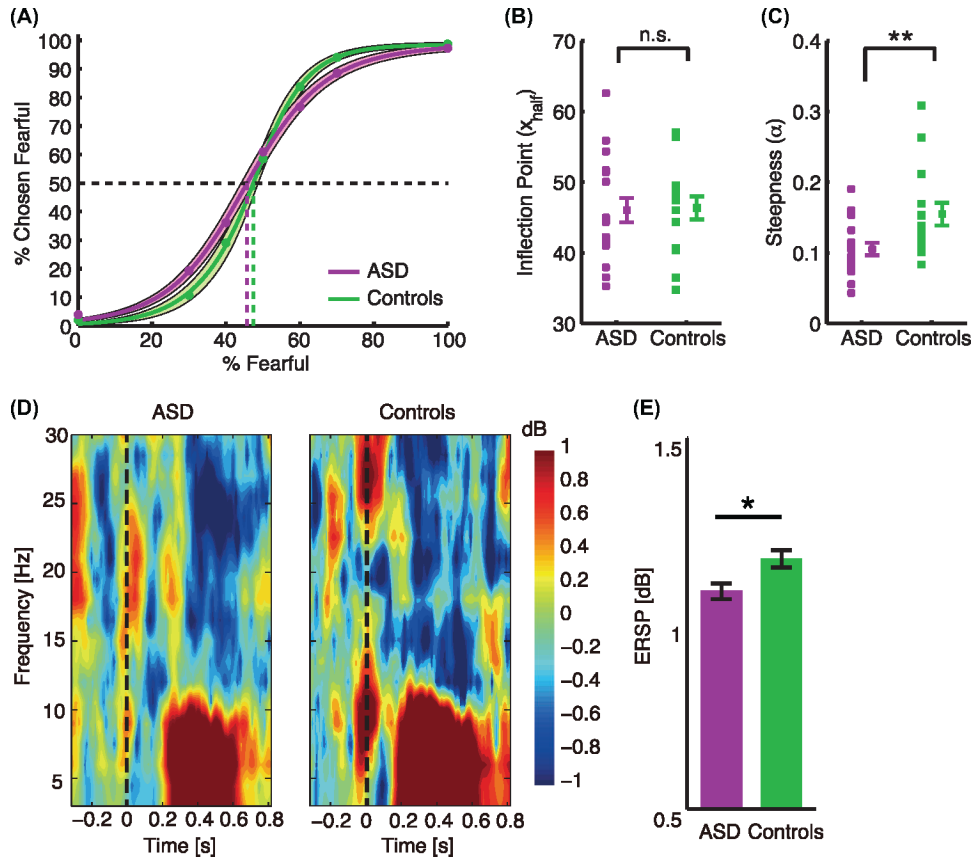 (A)
% Chosen Fearful
100
90
80
70
60
50
40
30
20
10
0
0 20 40 60 80 100
% Fearful
ASD
Controls
(B)
Inflection Point (xhalf)
70
60
50
40
30
n.s.
ASD Controls
(C)
Steepness (α)
0.4
0.3
0.2
0.1
0
**
ASD Controls
(D)
ASD
Frequency [Hz]
30
25
20
15
10
5
−0.2 0 0.2 0.4 0.6 0.8
Time [s]
Controls
−0.2 0 0.2 0.4 0.6 0.8
Time [s]
dB
1
0.8
0.6
0.4
0.2
0
−0.2
−0.4
−0.6
−0.8
−1
(E)
ERSP [dB]
1.5
1
0.5
*
ASD Controls